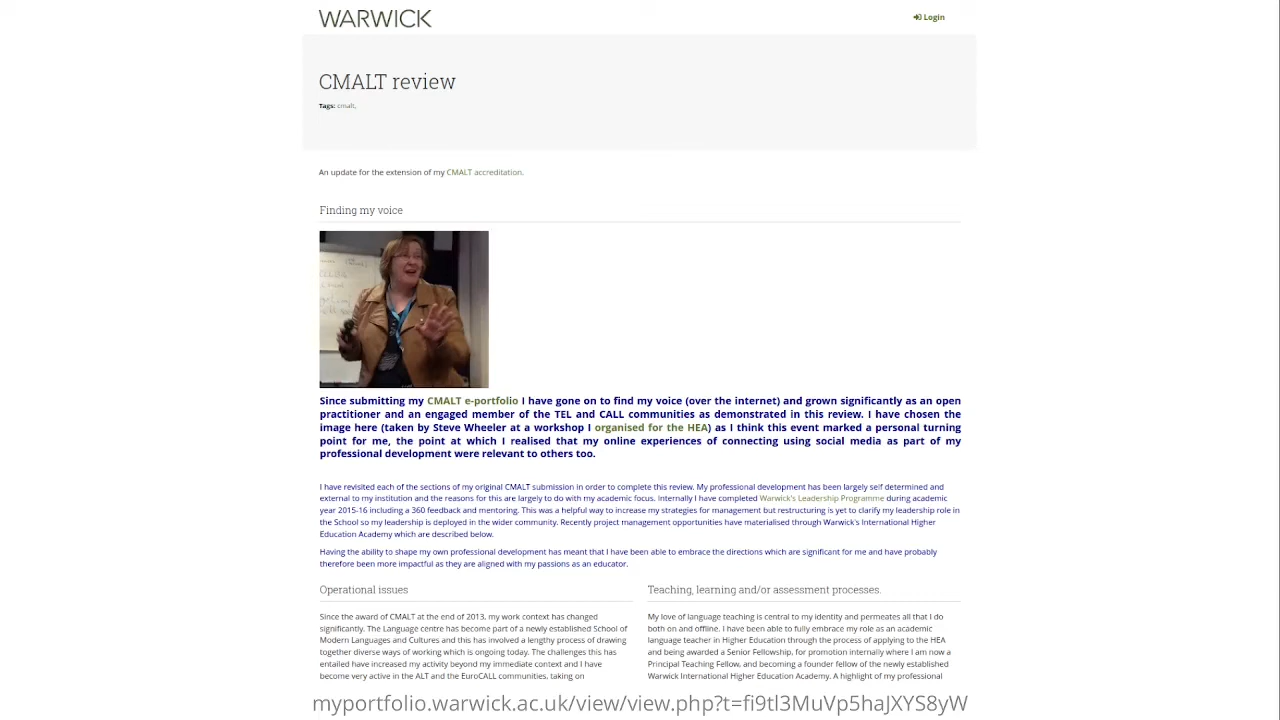 WARWICK
Login
CMALT review
Tags: cmalt,
An update for the extension of my CMALT accreditation.
Finding my voice
Since submitting my CMALT e-portfolio I have gone on to find my voice (over the internet) and grown significantly as an open
practitioner and an engaged member of the TEL and CALL communities as demonstrated in this review. I have chosen the
image here (taken by Steve Wheeler at a workshop I organised for the HEA) as I think this event marked a personal turning
point for me, the point at which I realised that my online experiences of connecting using social media as part of my
professional development were relevant to others too.
I have revisited each of the sections of my original CMALT submission in order to complete this review. My professional development has been largely self determined and
external to my institution and the reasons for this are largely to do with my academic focus. Internally I have completed Warwick's Leadership Programme during academic
year 2015-16 including a 360 feedback and mentoring. This was a helpful way to increase my strategies for management but restructuring is yet to clarify my leadership role in
the School so my leadership is deployed in the wider community. Recently project management opportunities have materialised through Warwick's International Higher
Education Academy which are described below.
Having the ability to shape my own professional development has meant that I have been able to embrace the directions which are significant for me and have probably
therefore been more impactful as they are aligned with my passions as an educator.
Operational issues
Since the award of CMALT at the end of 2013, my work context has changed
significantly. The Language centre has become part of a newly established School of
Modern Languages and Cultures and this has involved a lengthy process of drawing
together diverse ways of working which is ongoing today. The challenges this has
entailed have increased my activity beyond my immediate context and I have
become very active in the ALT and the EuroCALL communities, taking on
Teaching, learning and/or assessment processes.
My love of language teaching is central to my identity and permeates all that I do
both on and offline. I have been able to fully embrace my role as an academic
language teacher in Higher Education through the process of applying to the HEA
and being awarded a Senior Fellowship, for promotion internally where I am now a
Principal Teaching Fellow, and becoming a founder fellow of the newly established
Warwick International Higher Education Academy. A highlight of my professional
myportfolio.warwick.ac.uk/view/view.php?t=fi9tl3MuVp5haJXYS8yW